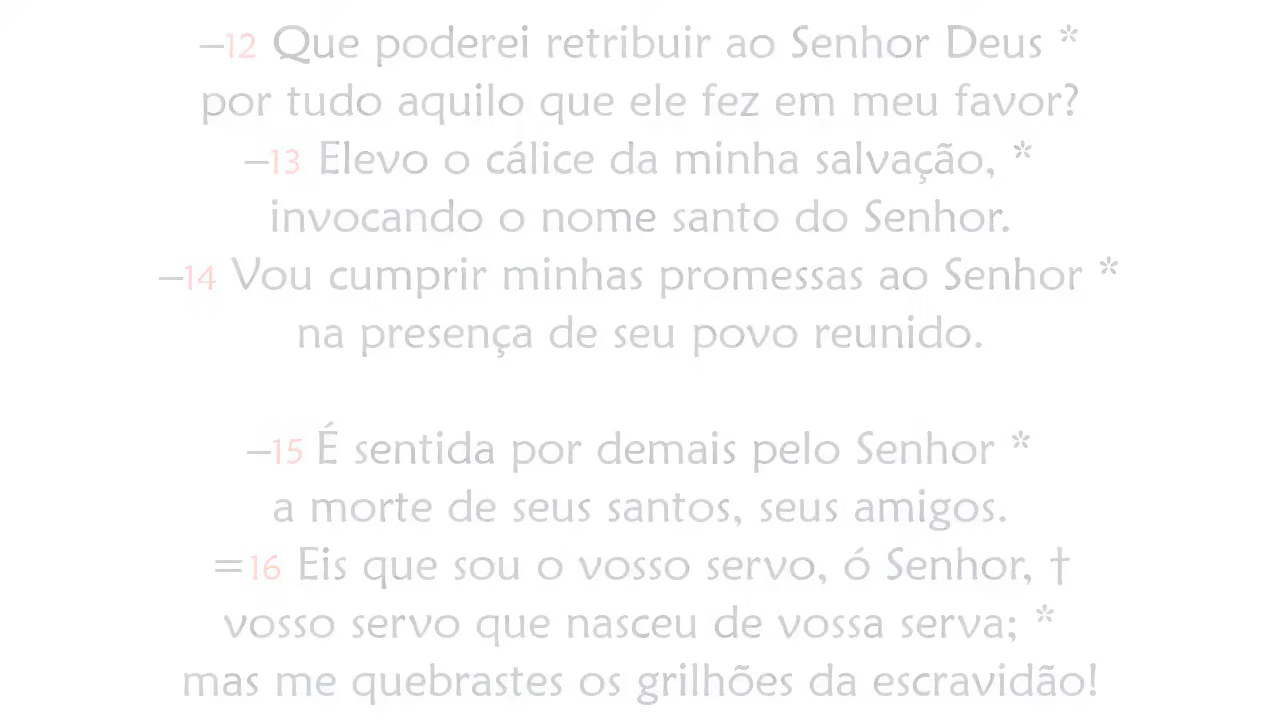 –12 Que poderei retribuir ao Senhor Deus *
por tudo aquilo que ele fez em meu favor?
–13 Elevo o cálice da minha salvação, *
invocando o nome santo do Senhor.
–14 Vou cumprir minhas promessas ao Senhor *
na presença de seu povo reunido.
–15 É sentida por demais pelo Senhor *
a morte de seus santos, seus amigos.
=16 Eis que sou o vosso servo, ó Senhor, †
vosso servo que nasceu de vossa serva; *
mas me quebrastes os grilhões da escravidão!